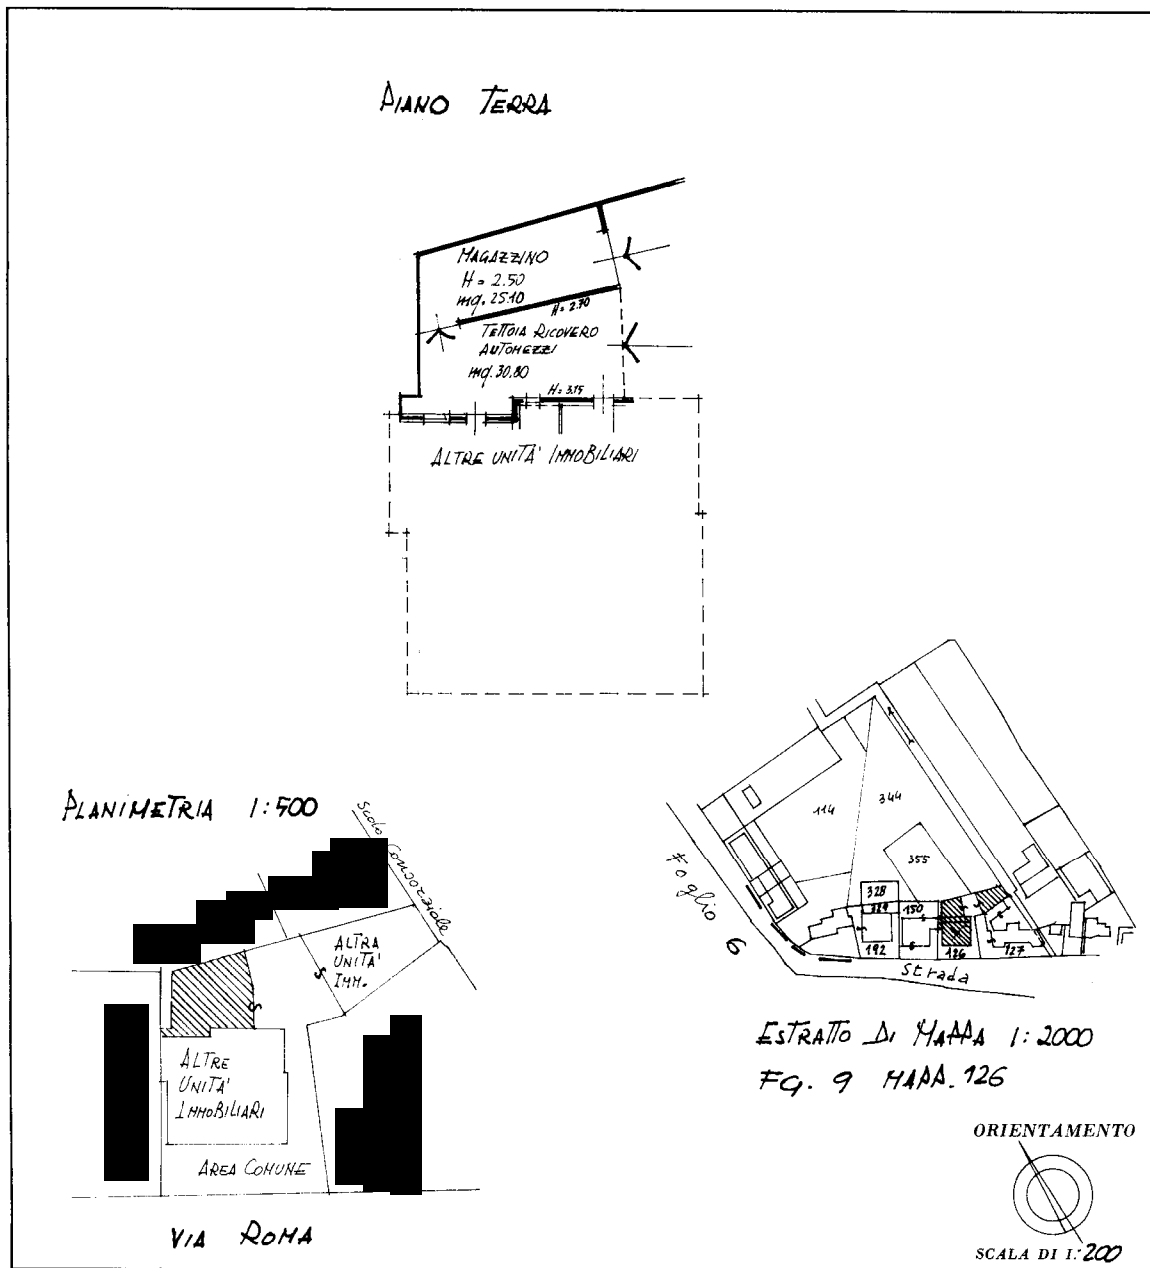 PIANO TERRA
MAGAZZINO
H = 2.50
mq. 25.10
H = 2.70
TETTOIA RICOVERO
AUTOMEZZI
mq. 30.80
H = 3.15
ALTRE UNITA' IMMOBILIARI
PLANIMETRIA 1:500
Scolo Consorziale
ALTRA
UNITA'
IMM.
S
S
ALTRE
UNITA'
IMMOBILIARI
AREA COMUNE
VIA ROMA
114
344
355
328
329
150
192
126
127
Foglio 6
Strada
ESTRATTO DI MAPPA 1:2000
FG. 9 MAPP. 126
ORIENTAMENTO
SCALA DI 1:200